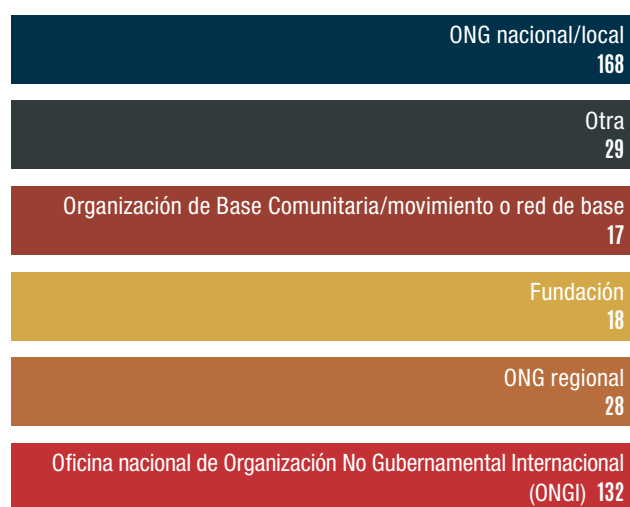 ONG nacional/local
168
Otra
29
Organización de Base Comunitaria/movimiento o red de base
17
Fundación
18
ONG regional
28
Oficina nacional de Organización No Gubernamental Internacional
(ONGI) 132